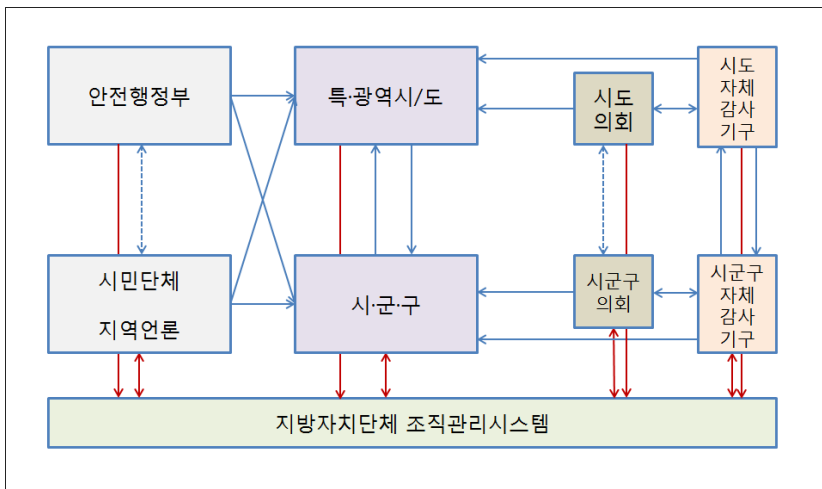 안전행정부
특·광역시/도
시도
의회
시도
자체
감사
기구
시민단체
지역언론
시·군·구
시군구
의회
시군구
자체
감사
기구
지방자치단체 조직관리시스템